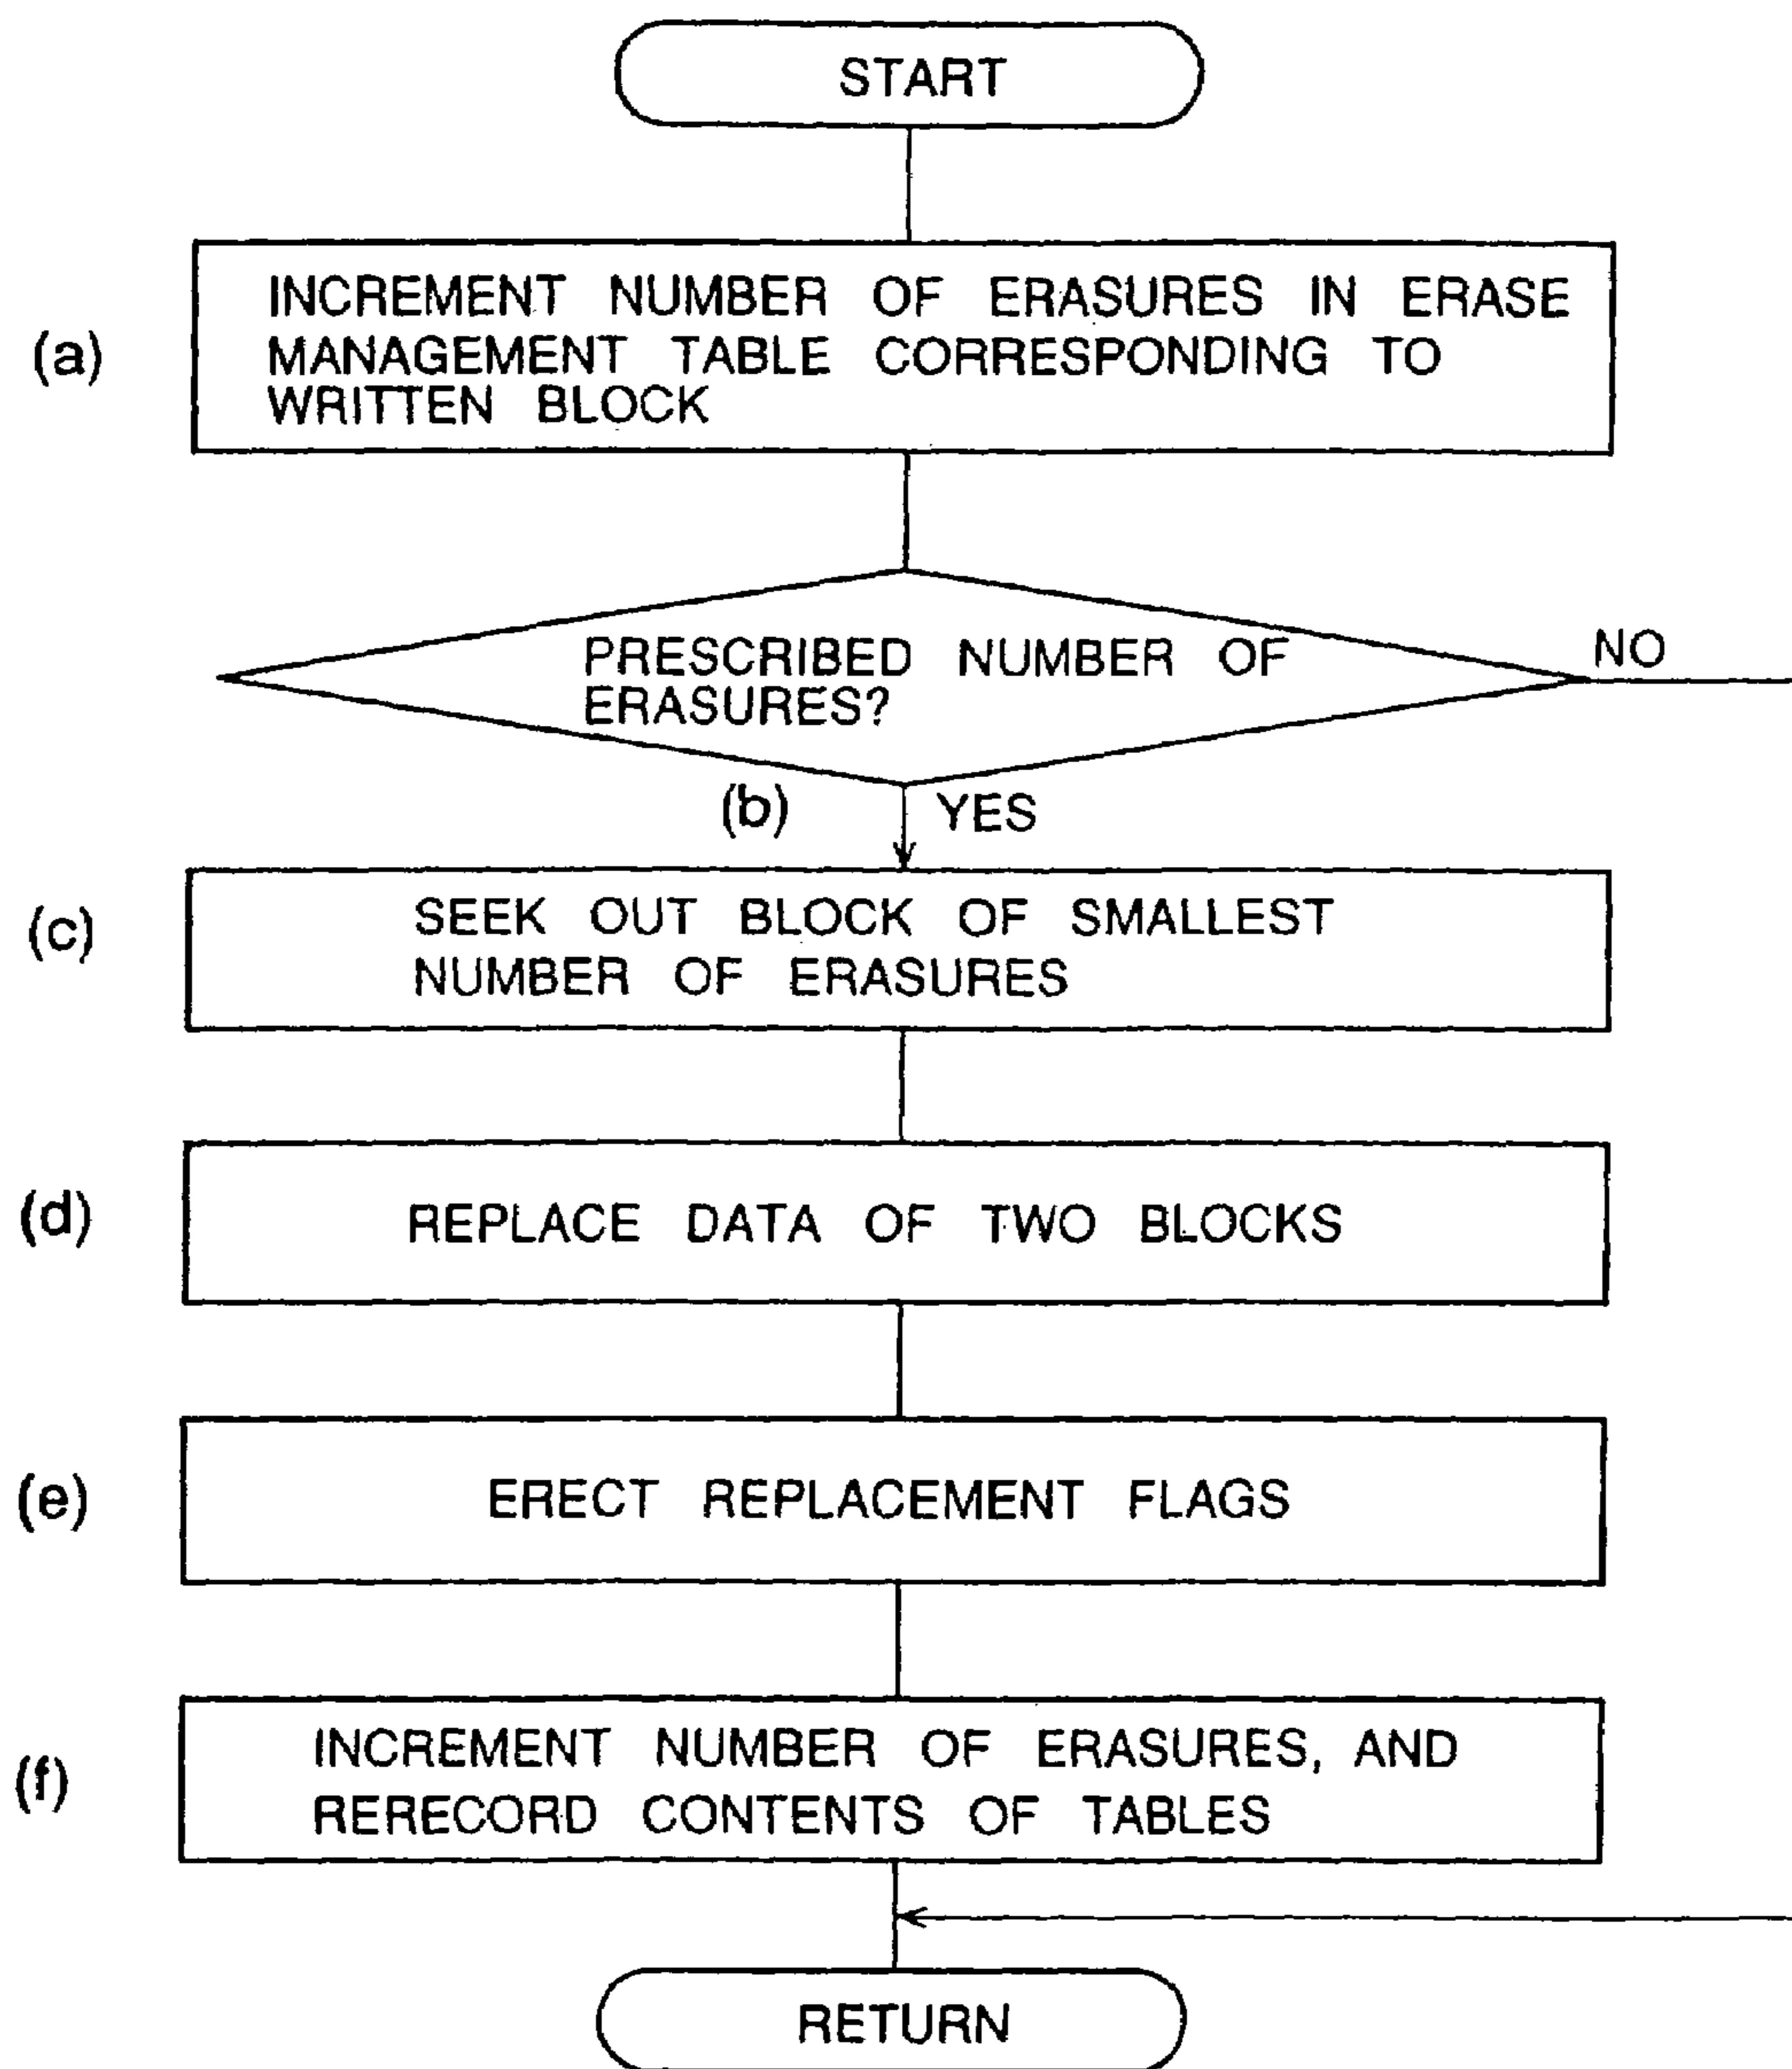 START
(a)
INCREMENT NUMBER OF ERASURES IN ERASE
MANAGEMENT TABLE CORRESPONDING TO
WRITTEN BLOCK
PRESCRIBED NUMBER OF
ERASURES?
NO
(b)
YES
(c)
SEEK OUT BLOCK OF SMALLEST
NUMBER OF ERASURES
(d)
REPLACE DATA OF TWO BLOCKS
(e)
ERECT REPLACEMENT FLAGS
(f)
INCREMENT NUMBER OF ERASURES, AND
RERECORD CONTENTS OF TABLES
RETURN